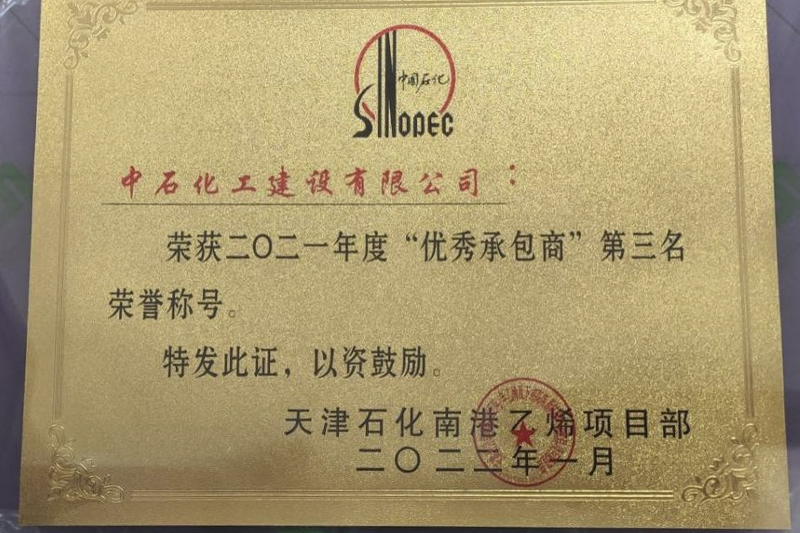 中国石化
SINOPEC
中石化工建设有限公司：
荣获二〇二一年度“优秀承包商”第三名
荣誉称号。
特发此证，以资鼓励。
天津石化南港乙烯项目部
二〇二二年一月